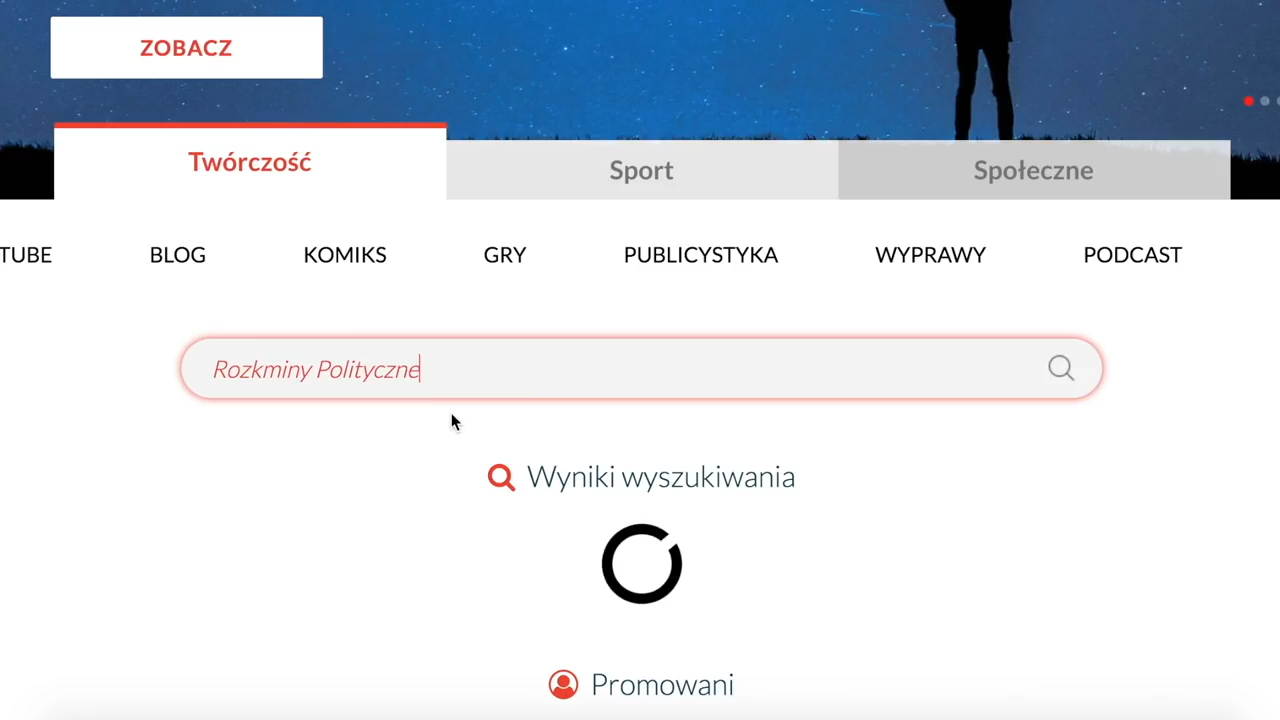 ZOBACZ
Twórczość
Sport
Społeczne
TUBE
BLOG
KOMIKS
GRY
PUBLICYSTYKA
WYPRAWY
PODCAST
Rozkminy Polityczne
Wyniki wyszukiwania
Promowani